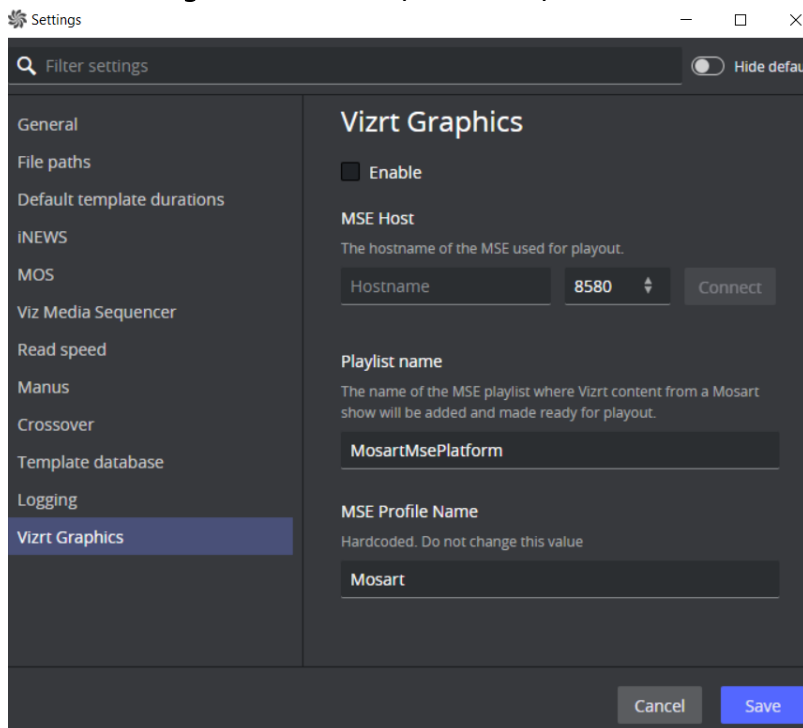 Settings
Filter settings
Hide defau
General
File paths
Default template durations
iNEWS
MOS
Viz Media Sequencer
Read speed
Manus
Crossover
Template database
Logging
Vizrt Graphics
Vizrt Graphics
Enable
MSE Host
The hostname of the MSE used for playout.
Hostname 8580 Connect
Playlist name
The name of the MSE playlist where Vizrt content from a Mosart
show will be added and made ready for playout.
MosartMsePlatform
MSE Profile Name
Hardcoded. Do not change this value
Mosart
Cancel Save